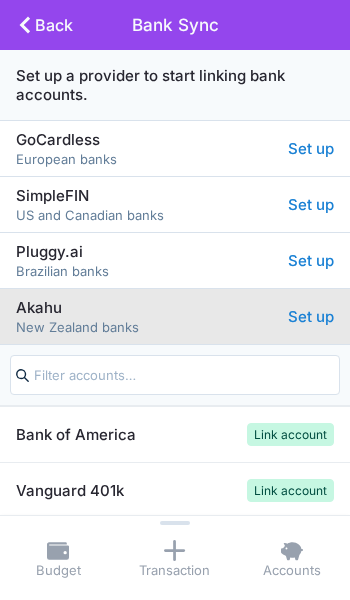 Back
Bank Sync
Set up a provider to start linking bank
accounts.
GoCardless
European banks
Set up
SimpleFIN
US and Canadian banks
Set up
Pluggy.ai
Brazilian banks
Set up
Akahu
New Zealand banks
Set up
Filter accounts...
Bank of America
Link account
Vanguard 401k
Link account
Budget
Transaction
Accounts